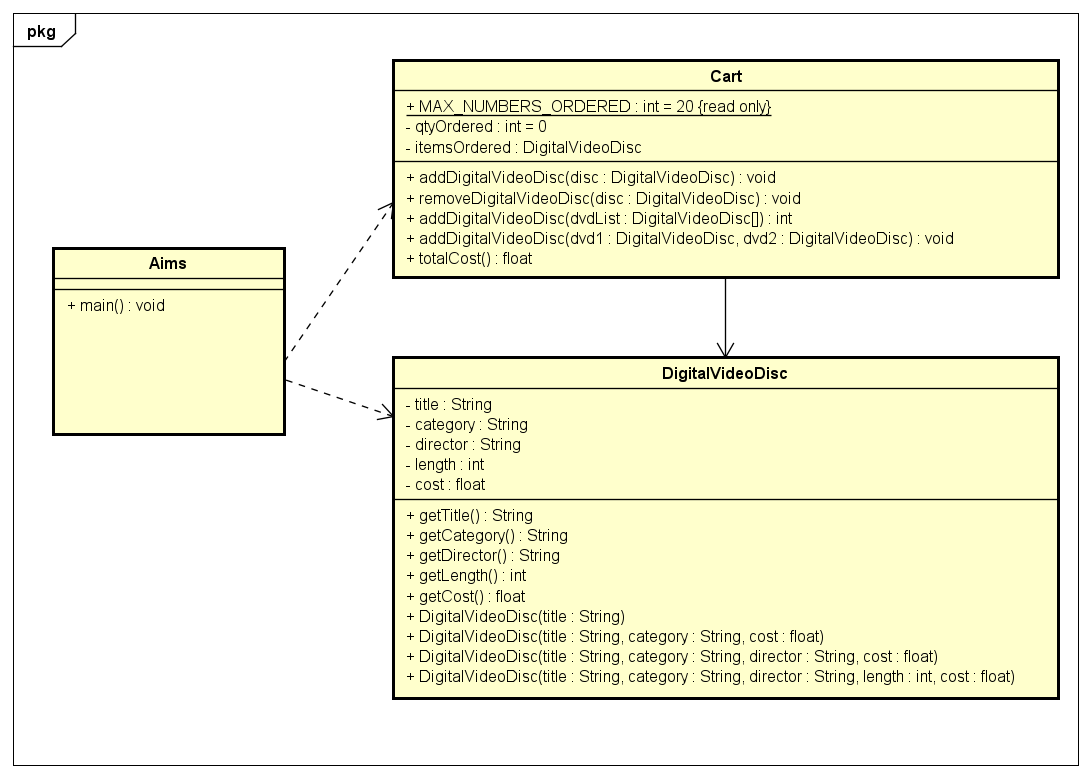 pkg
Cart
+ MAX_NUMBERS_ORDERED : int = 20 {read only}
- qtyOrdered : int = 0
- itemsOrdered : DigitalVideoDisc
+ addDigitalVideoDisc(disc : DigitalVideoDisc) : void
+ removeDigitalVideoDisc(disc : DigitalVideoDisc) : void
+ addDigitalVideoDisc(dvdList : DigitalVideoDisc[]) : int
+ addDigitalVideoDisc(dvd1 : DigitalVideoDisc, dvd2 : DigitalVideoDisc) : void
+ totalCost() : float
Aims
+ main() : void
DigitalVideoDisc
- title : String
- category : String
- director : String
- length : int
- cost : float
+ getTitle() : String
+ getCategory() : String
+ getDirector() : String
+ getLength() : int
+ getCost() : float
+ DigitalVideoDisc(title : String)
+ DigitalVideoDisc(title : String, category : String, cost : float)
+ DigitalVideoDisc(title : String, category : String, director : String, cost : float)
+ DigitalVideoDisc(title : String, category : String, director : String, length : int, cost : float)